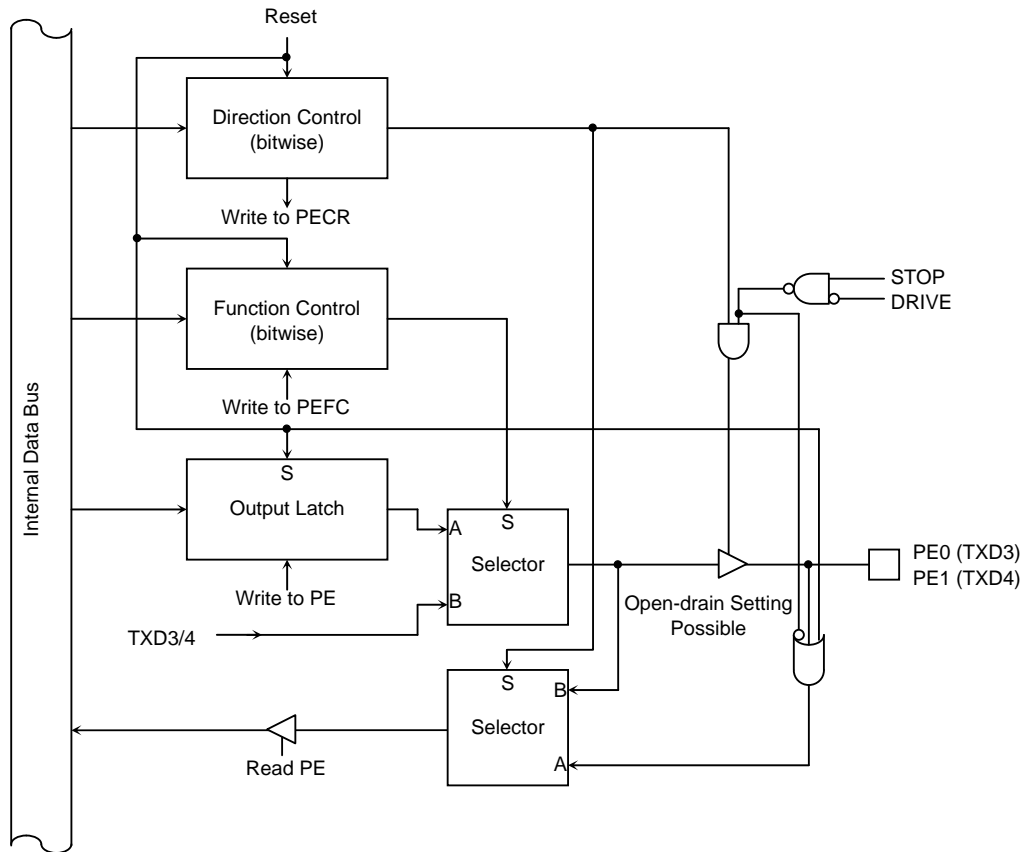 Reset
Direction Control
(bitwise)
Write to PECR
STOP
DRIVE
Function Control
(bitwise)
Write to PEFC
Internal Data Bus
S
Output Latch
A
S
Selector
B
PE0 (TXD3)
PE1 (TXD4)
Write to PE
Open-drain Setting
Possible
TXD3/4
S
B
Selector
A
Read PE